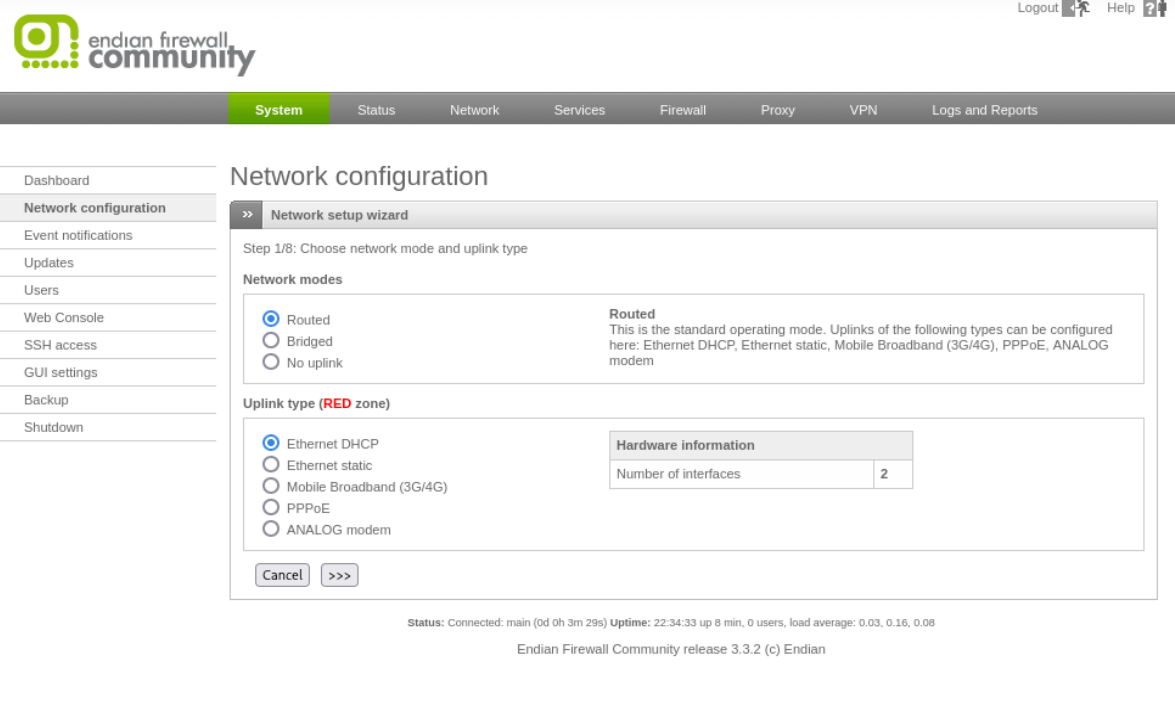 Logout Help ?
endian firewall
community
System Status Network Services Firewall Proxy VPN Logs and Reports
Dashboard
Network configuration
Event notifications
Updates
Users
Web Console
SSH access
GUI settings
Backup
Shutdown
Network configuration
» Network setup wizard
Step 1/8: Choose network mode and uplink type
Network modes
Routed
Bridged
No uplink
Routed
This is the standard operating mode. Uplinks of the following types can be configured
here: Ethernet DHCP, Ethernet static, Mobile Broadband (3G/4G), PPPoE, ANALOG
modem
Uplink type (RED zone)
Ethernet DHCP
Ethernet static
Mobile Broadband (3G/4G)
PPPoE
ANALOG modem
Hardware information
Number of interfaces 2
Cancel >>>
Status: Connected: main (0d 0h 3m 29s) Uptime: 22:34:33 up 8 min, 0 users, load average: 0.03, 0.16, 0.08
Endian Firewall Community release 3.3.2 (c) Endian